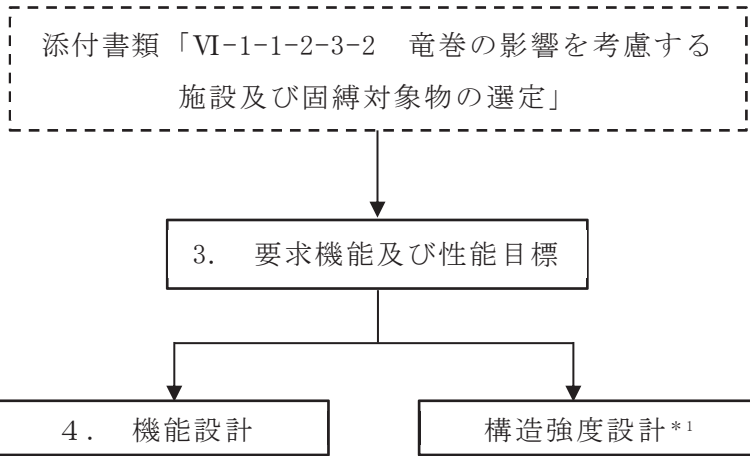 添付書類「Ⅵ-1-1-2-3-2　竜巻の影響を考慮する
施設及び固縛対象物の選定」
3.　要求機能及び性能目標
４.　機能設計
構造強度設計*1